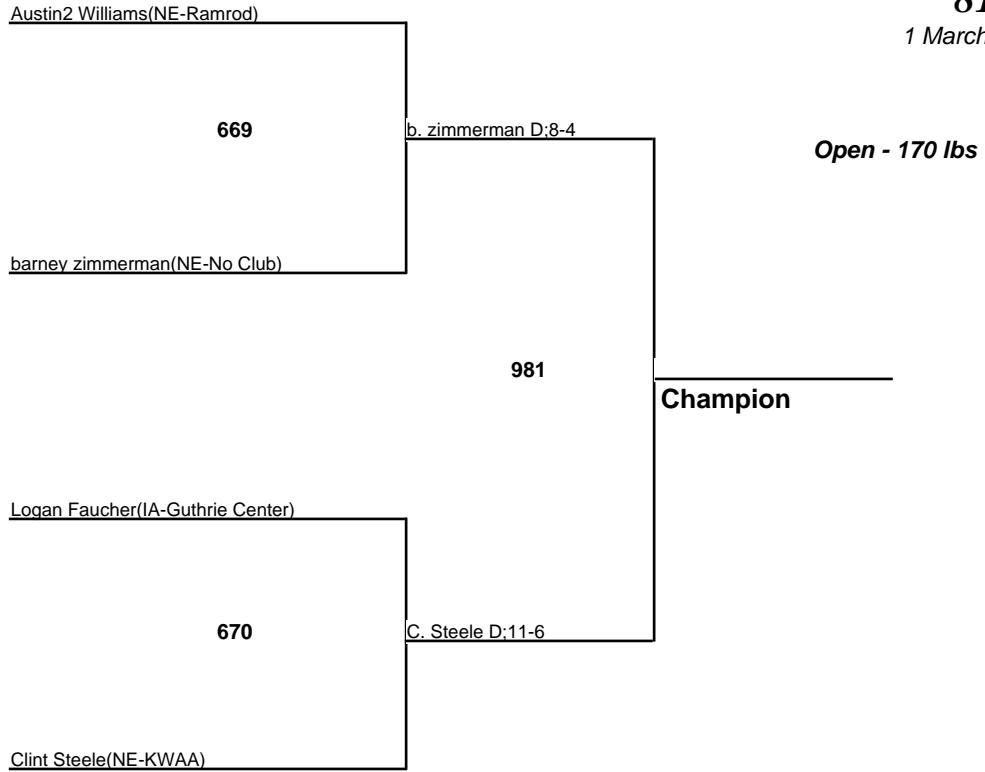 Austin2 Williams(NE-Ramrod)
1 March
669
b. zimmerman D;8-4
Open - 170 lbs
barney zimmerman(NE-No Club)
981
Champion
Logan Faucher(IA-Guthrie Center)
670
C. Steele D;11-6
Clint Steele(NE-KWAA)